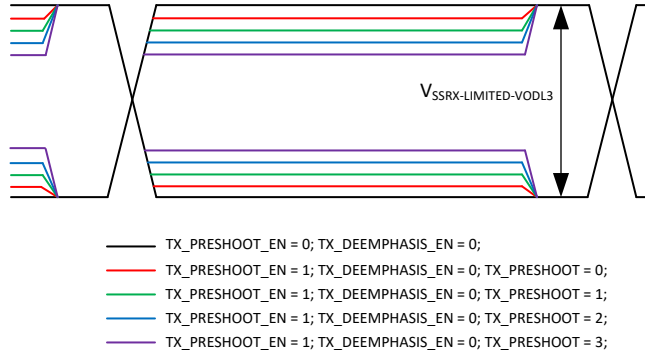 VSSRX-LIMITED-VODL3
TX_PRESHOOT_EN = 0; TX_DEEMPHASIS_EN = 0;
TX_PRESHOOT_EN = 1; TX_DEEMPHASIS_EN = 0; TX_PRESHOOT = 0;
TX_PRESHOOT_EN = 1; TX_DEEMPHASIS_EN = 0; TX_PRESHOOT = 1;
TX_PRESHOOT_EN = 1; TX_DEEMPHASIS_EN = 0; TX_PRESHOOT = 2;
TX_PRESHOOT_EN = 1; TX_DEEMPHASIS_EN = 0; TX_PRESHOOT = 3;